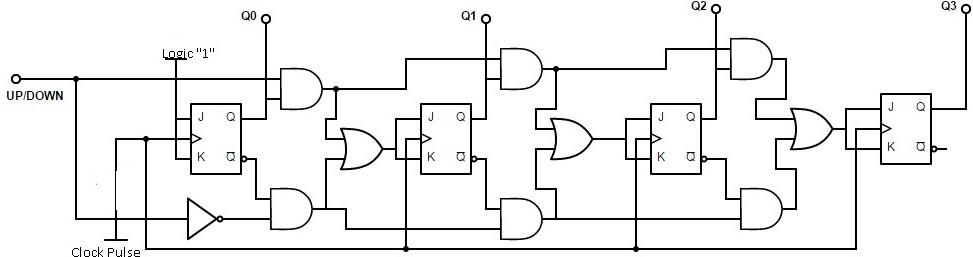 Q0
Q1
Q2
Q3
Logic "1"
UP/DOWN
J Q
K Q̅
J Q
K Q̅
J Q
K Q̅
J Q
K Q̅
Clock Pulse